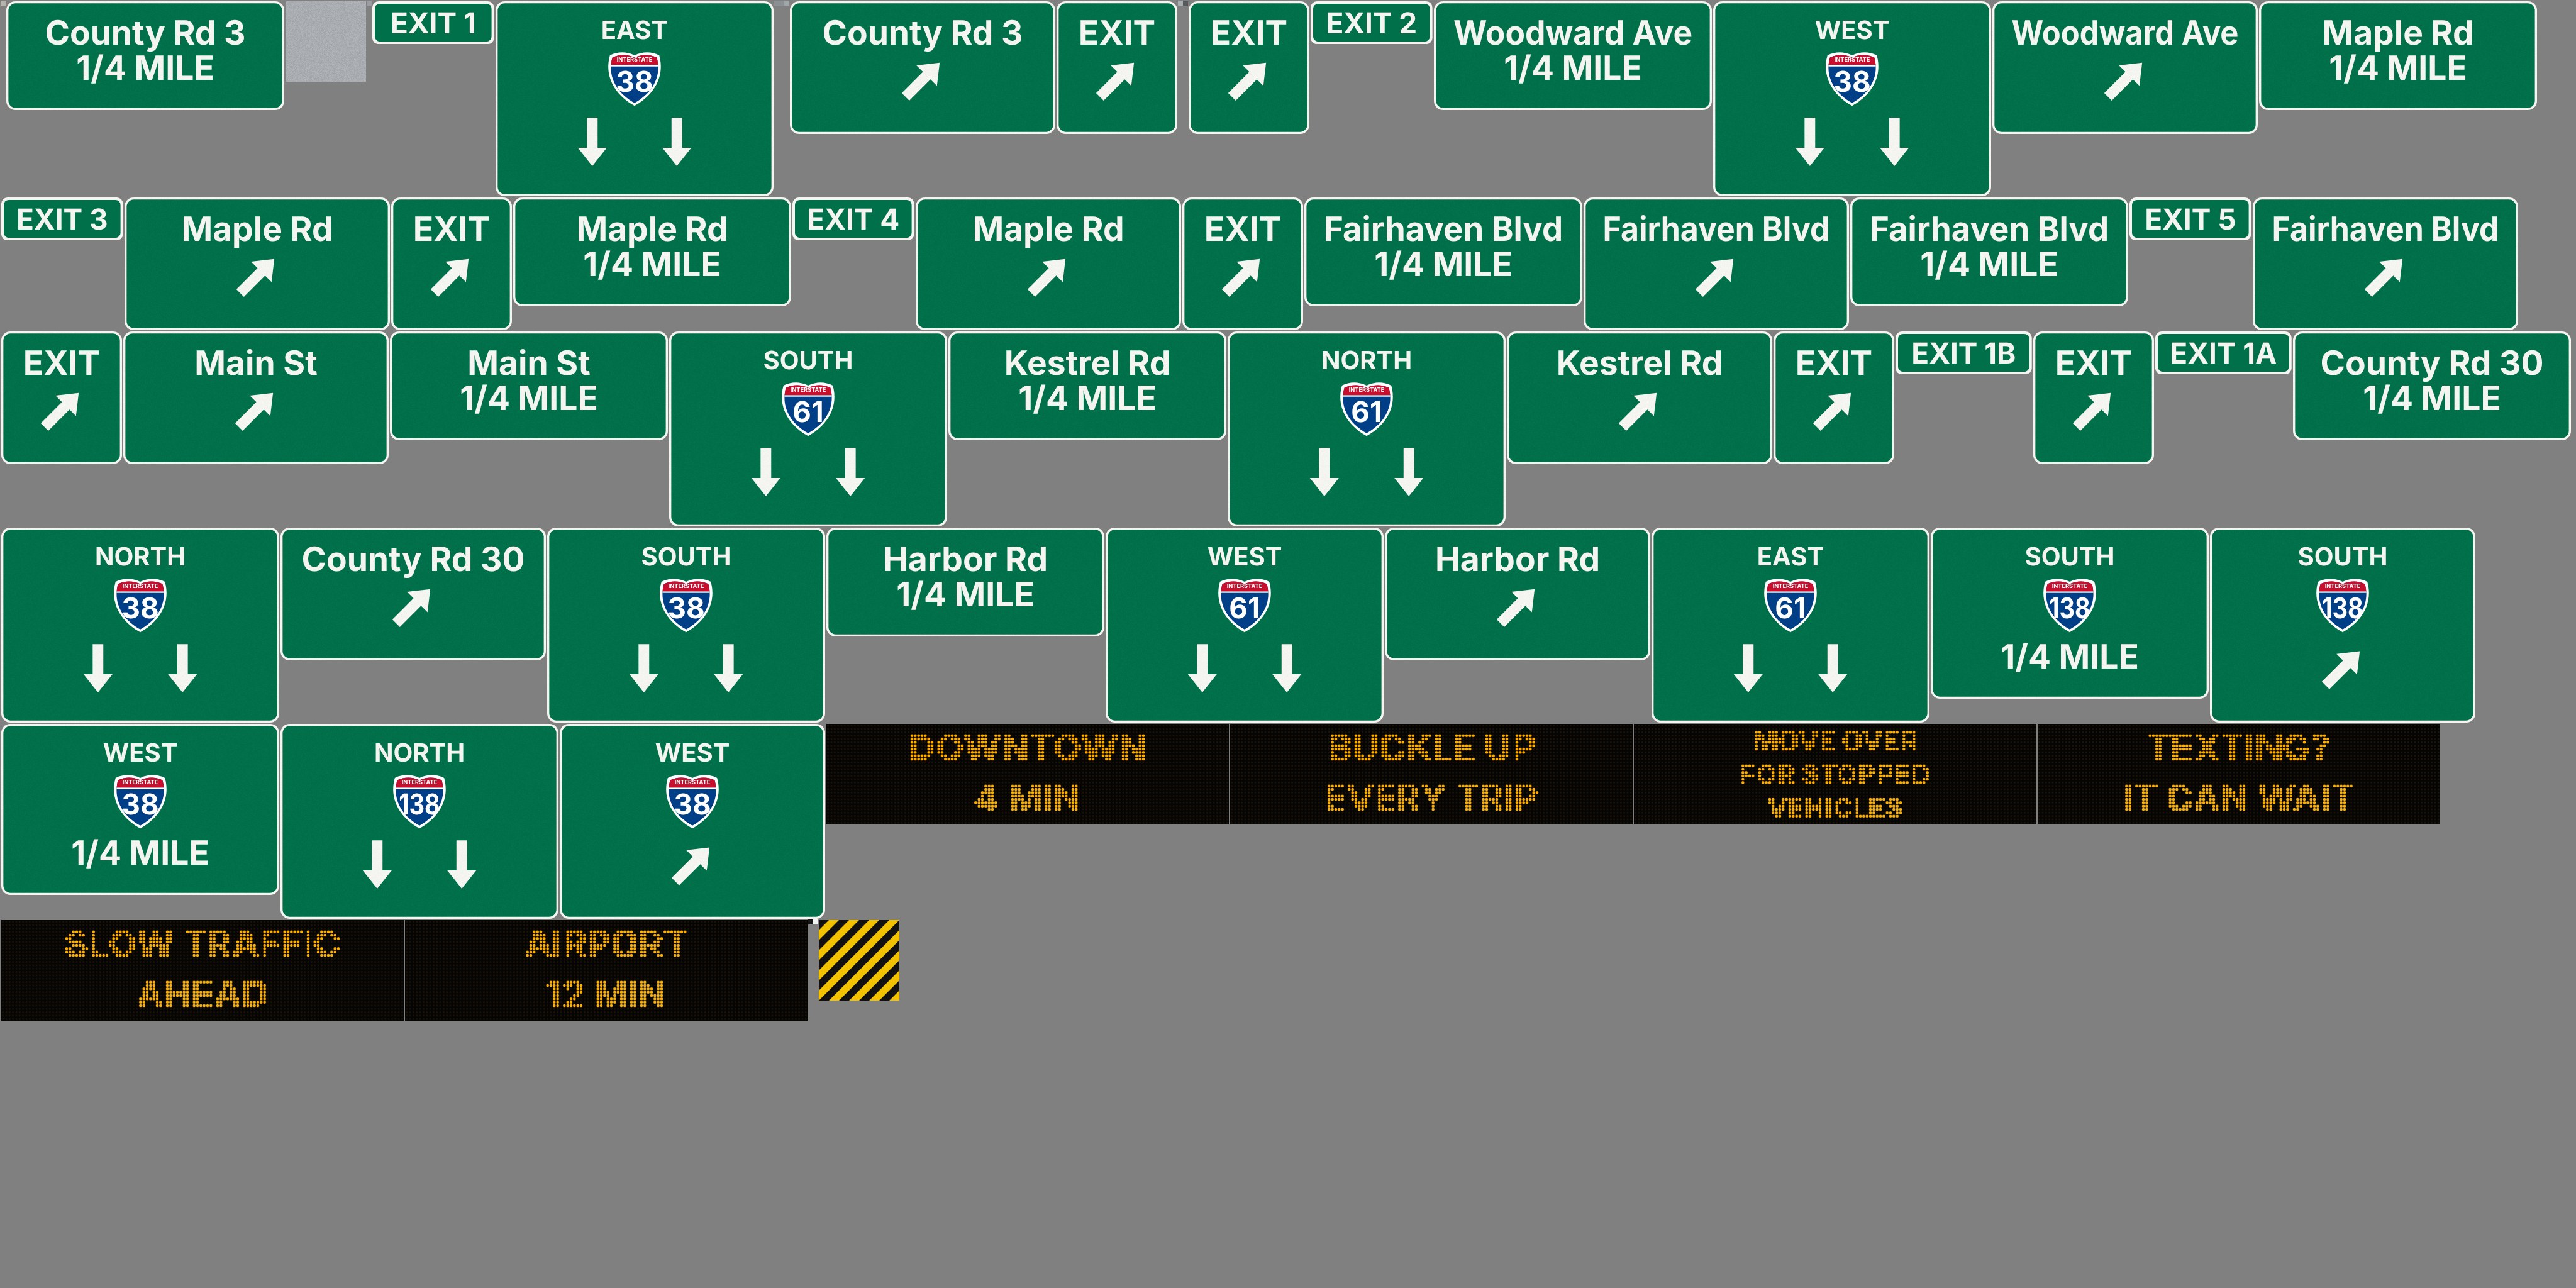 County Rd 3
1/4 MILE
EXIT 1
EAST
INTERSTATE
38
County Rd 3
EXIT
EXIT
EXIT 2
Woodward Ave
1/4 MILE
WEST
INTERSTATE
38
Woodward Ave
Maple Rd
1/4 MILE
EXIT 3
Maple Rd
EXIT
Maple Rd
1/4 MILE
EXIT 4
Maple Rd
EXIT
Fairhaven Blvd
1/4 MILE
Fairhaven Blvd
Fairhaven Blvd
1/4 MILE
EXIT 5
Fairhaven Blvd
EXIT
Main St
Main St
1/4 MILE
SOUTH
INTERSTATE
61
Kestrel Rd
1/4 MILE
NORTH
INTERSTATE
61
Kestrel Rd
EXIT
EXIT 1B
EXIT
EXIT 1A
County Rd 30
1/4 MILE
NORTH
INTERSTATE
38
County Rd 30
SOUTH
INTERSTATE
38
Harbor Rd
1/4 MILE
WEST
INTERSTATE
61
Harbor Rd
EAST
INTERSTATE
61
SOUTH
INTERSTATE
138
1/4 MILE
SOUTH
INTERSTATE
138
WEST
INTERSTATE
38
1/4 MILE
NORTH
INTERSTATE
138
WEST
INTERSTATE
38
DOWNTOWN
4 MIN
BUCKLE UP
EVERY TRIP
MOVE OVER
FOR STOPPED
VEHICLES
TEXTING?
IT CAN WAIT
SLOW TRAFFIC
AHEAD
AIRPORT
12 MIN